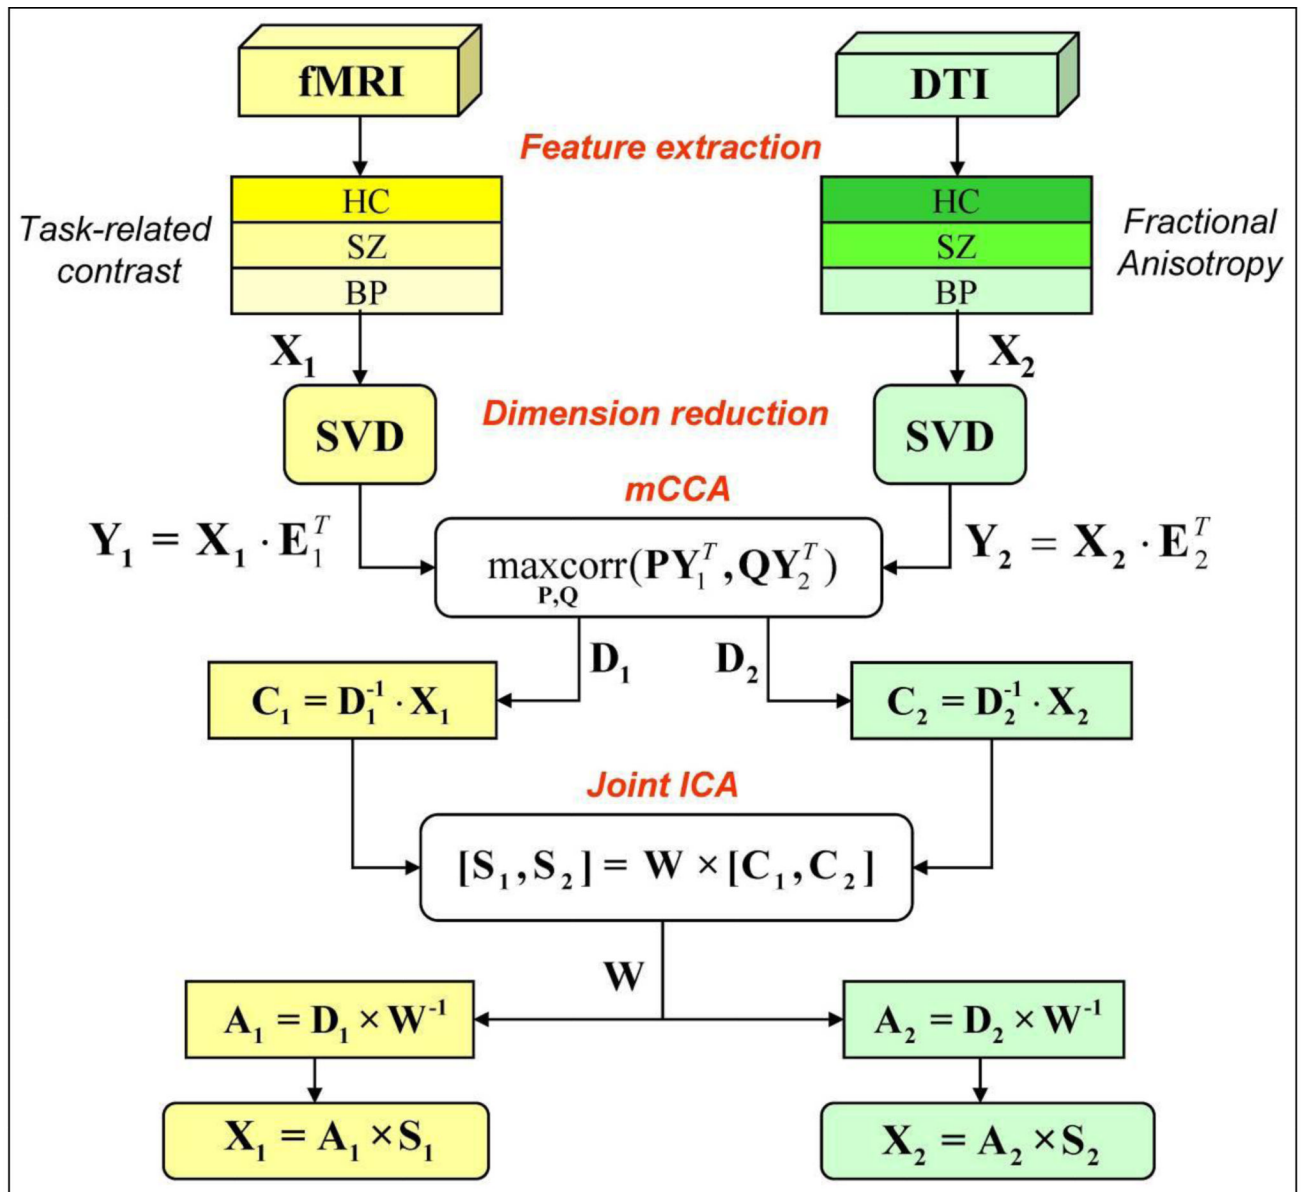 fMRI
DTI
Feature extraction
HC
SZ
BP
Task-related
contrast
HC
SZ
BP
Fractional
Anisotropy
X₁
X₂
SVD
Dimension reduction
SVD
mCCA
Y₁ = X₁ · E₁ᵀ
maxcorr(PY₁ᵀ, QY₂ᵀ)
P,Q
Y₂ = X₂ · E₂ᵀ
D₁
D₂
C₁ = D₁⁻¹ · X₁
C₂ = D₂⁻¹ · X₂
Joint ICA
[S₁, S₂] = W × [C₁, C₂]
W
A₁ = D₁ × W⁻¹
A₂ = D₂ × W⁻¹
X₁ = A₁ × S₁
X₂ = A₂ × S₂